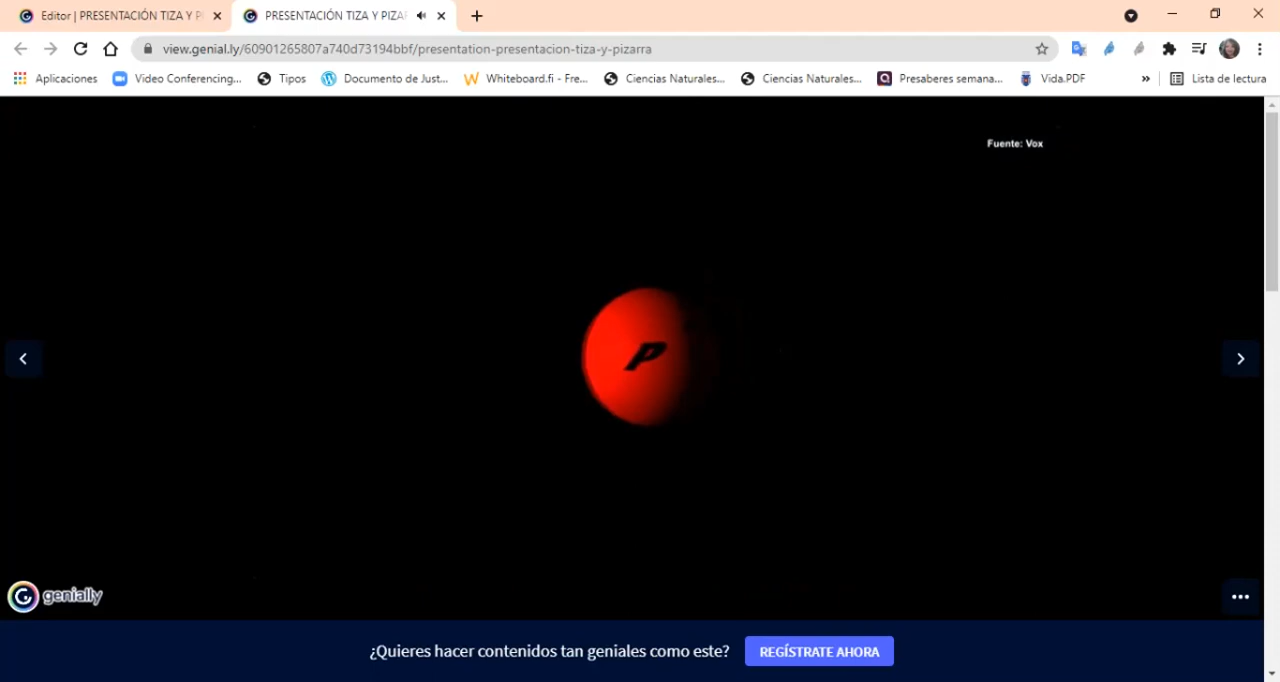 Editor | PRESENTACIÓN TIZA Y P
PRESENTACIÓN TIZA Y PIZA
view.genial.ly/60901265807a740d73194bbf/presentation-presentacion-tiza-y-pizarra
Aplicaciones
Video Conferencing...
Tipos
Documento de Just...
Whiteboard.fi - Fre...
Ciencias Naturales...
Ciencias Naturales...
Presaberes semana...
Vida.PDF
»
Lista de lectura
Fuente: Vox
P
genially
¿Quieres hacer contenidos tan geniales como este?
REGÍSTRATE AHORA